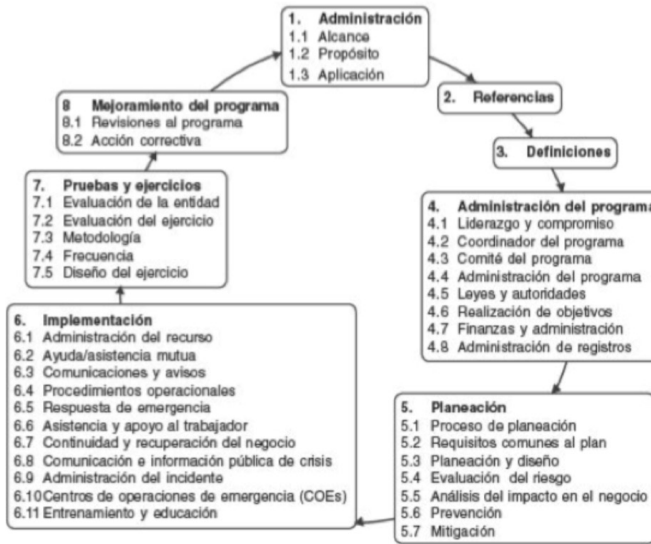 1. Administración
1.1 Alcance
1.2 Propósito
1.3 Aplicación
2. Referencias
3. Definiciones
4. Administración del programa
4.1 Liderazgo y compromiso
4.2 Coordinador del programa
4.3 Comité del programa
4.4 Administración del programa
4.5 Leyes y autoridades
4.6 Realización de objetivos
4.7 Finanzas y administración
4.8 Administración de registros
5. Planeación
5.1 Proceso de planeación
5.2 Requisitos comunes al plan
5.3 Planeación y diseño
5.4 Evaluación del riesgo
5.5 Análisis del impacto en el negocio
5.6 Prevención
5.7 Mitigación
6. Implementación
6.1 Administración del recurso
6.2 Ayuda/asistencia mutua
6.3 Comunicaciones y avisos
6.4 Procedimientos operacionales
6.5 Respuesta de emergencia
6.6 Asistencia y apoyo al trabajador
6.7 Continuidad y recuperación del negocio
6.8 Comunicación e información pública de crisis
6.9 Administración del incidente
6.10 Centros de operaciones de emergencia (COEs)
6.11 Entrenamiento y educación
7. Pruebas y ejercicios
7.1 Evaluación de la entidad
7.2 Evaluación del ejercicio
7.3 Metodología
7.4 Frecuencia
7.5 Diseño del ejercicio
8 Mejoramiento del programa
8.1 Revisiones al programa
8.2 Acción correctiva